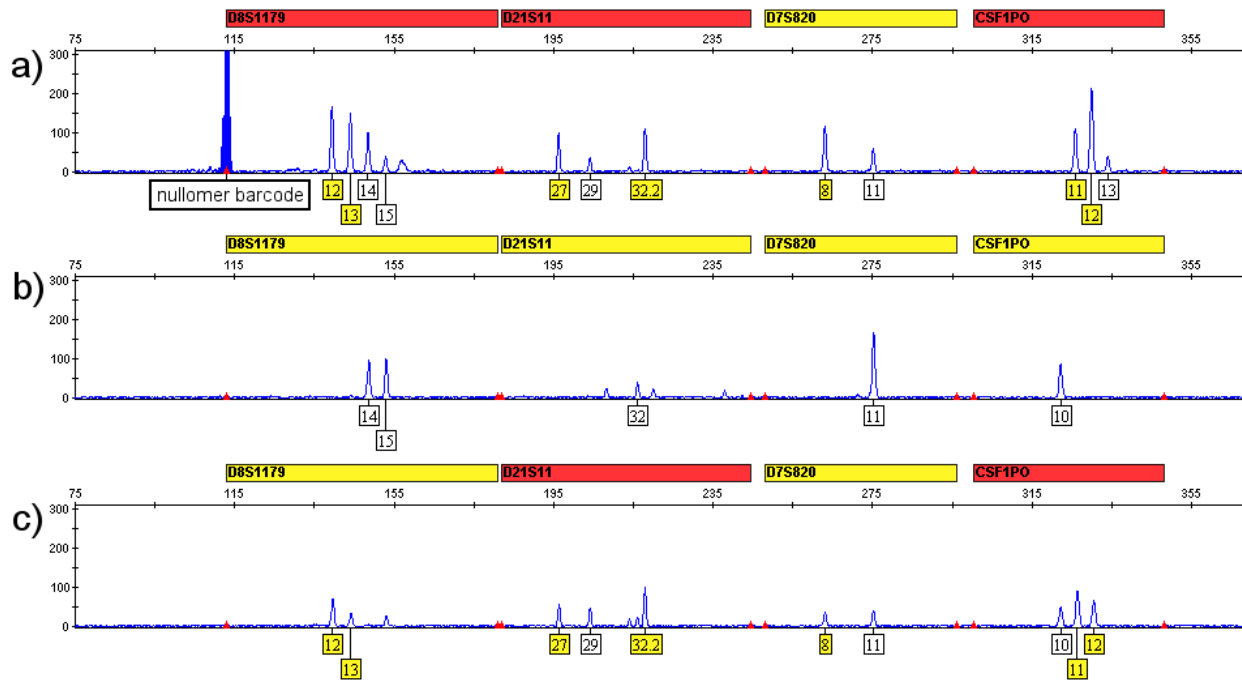 D8S1179 D21S11 D7S820 CSF1PO
75 115 155 195 235 275 315 355
a)
300
200
100
0
nullomer barcode 12 14 27 29 32.2 8 11 11 13
13 15 12
D8S1179 D21S11 D7S820 CSF1PO
75 115 155 195 235 275 315 355
b)
300
200
100
0
14 32 11 10
15
D8S1179 D21S11 D7S820 CSF1PO
75 115 155 195 235 275 315 355
c)
300
200
100
0
12 27 29 32.2 8 11 10 12
13 11